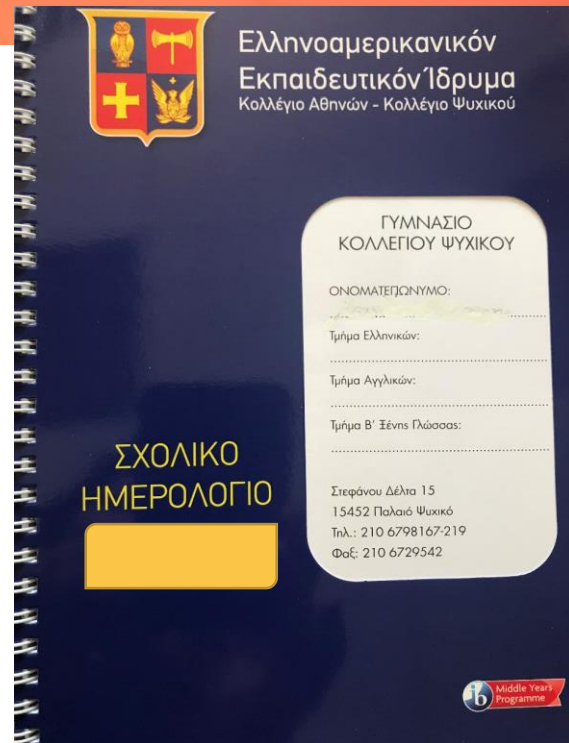 Ελληνοαμερικανικόν
Εκπαιδευτικόν Ίδρυμα
Κολλέγιο Αθηνών - Κολλέγιο Ψυχικού
ΓΥΜΝΑΣΙΟ
ΚΟΛΛΕΓΙΟΥ ΨΥΧΙΚΟΥ
ΟΝΟΜΑΤΕΠΩΝΥΜΟ:
Τμήμα Ελληνικών:
Τμήμα Αγγλικών:
Τμήμα Β' Ξένης Γλώσσας:
ΣΧΟΛΙΚΟ
ΗΜΕΡΟΛΟΓΙΟ
Στεφάνου Δέλτα 15
15452 Παλαιό Ψυχικό
Τηλ.: 210 6798167-219
Φαξ: 210 6729542
ib Middle Years
Programme